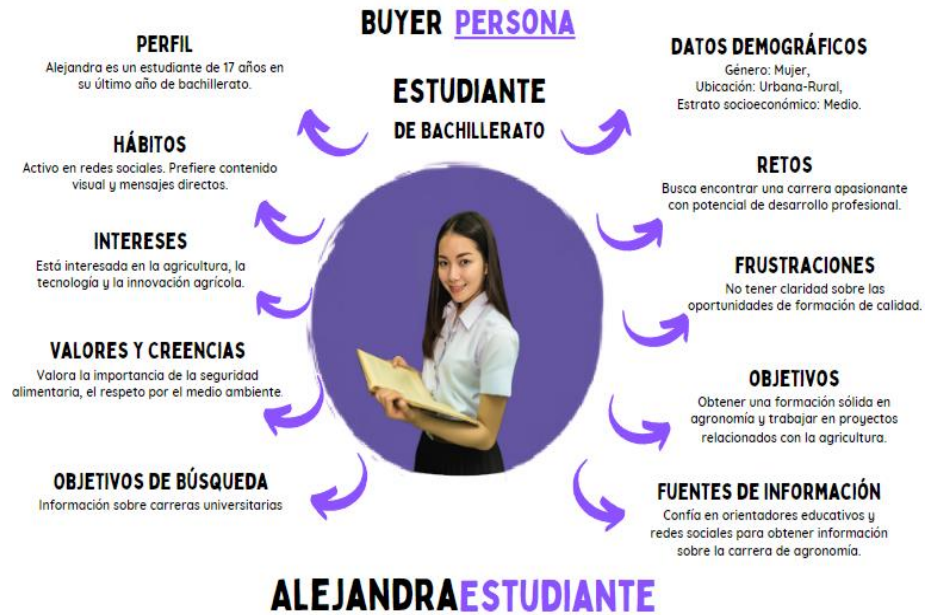 BUYER PERSONA
ESTUDIANTE
DE BACHILLERATO
PERFIL
Alejandra es un estudiante de 17 años en
su último año de bachillerato.
HÁBITOS
Activo en redes sociales. Prefiere contenido
visual y mensajes directos.
INTERESES
Está interesada en la agricultura, la
tecnología y la innovación agrícola.
VALORES Y CREENCIAS
Valora la importancia de la seguridad
alimentaria, el respeto por el medio ambiente.
OBJETIVOS DE BÚSQUEDA
Información sobre carreras universitarias
DATOS DEMOGRÁFICOS
Género: Mujer,
Ubicación: Urbana-Rural,
Estrato socioeconómico: Medio.
RETOS
Busca encontrar una carrera apasionante
con potencial de desarrollo profesional.
FRUSTRACIONES
No tener claridad sobre las
oportunidades de formación de calidad.
OBJETIVOS
Obtener una formación sólida en
agronomía y trabajar en proyectos
relacionados con la agricultura.
FUENTES DE INFORMACIÓN
Confía en orientadores educativos y
redes sociales para obtener información
sobre la carrera de agronomía.
ALEJANDRAESTUDIANTE